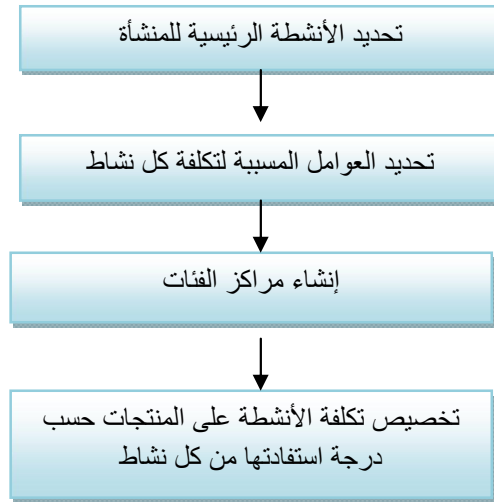 تحديد الأنشطة الرئيسية للمنشأة
تحديد العوامل المسببة لتكلفة كل نشاط
إنشاء مراكز الفئات
تخصيص تكلفة الأنشطة على المنتجات حسب
درجة استفادتها من كل نشاط